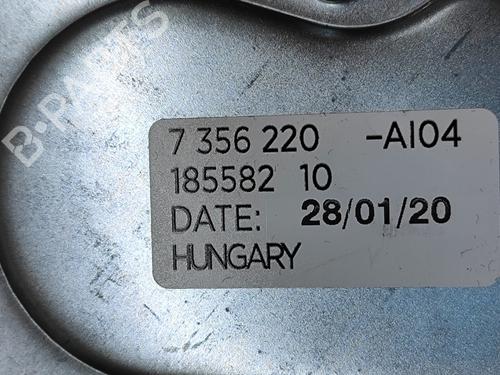 B-PARTS
7 356 220 -AI04
185582 10
DATE: 28/01/20
HUNGARY